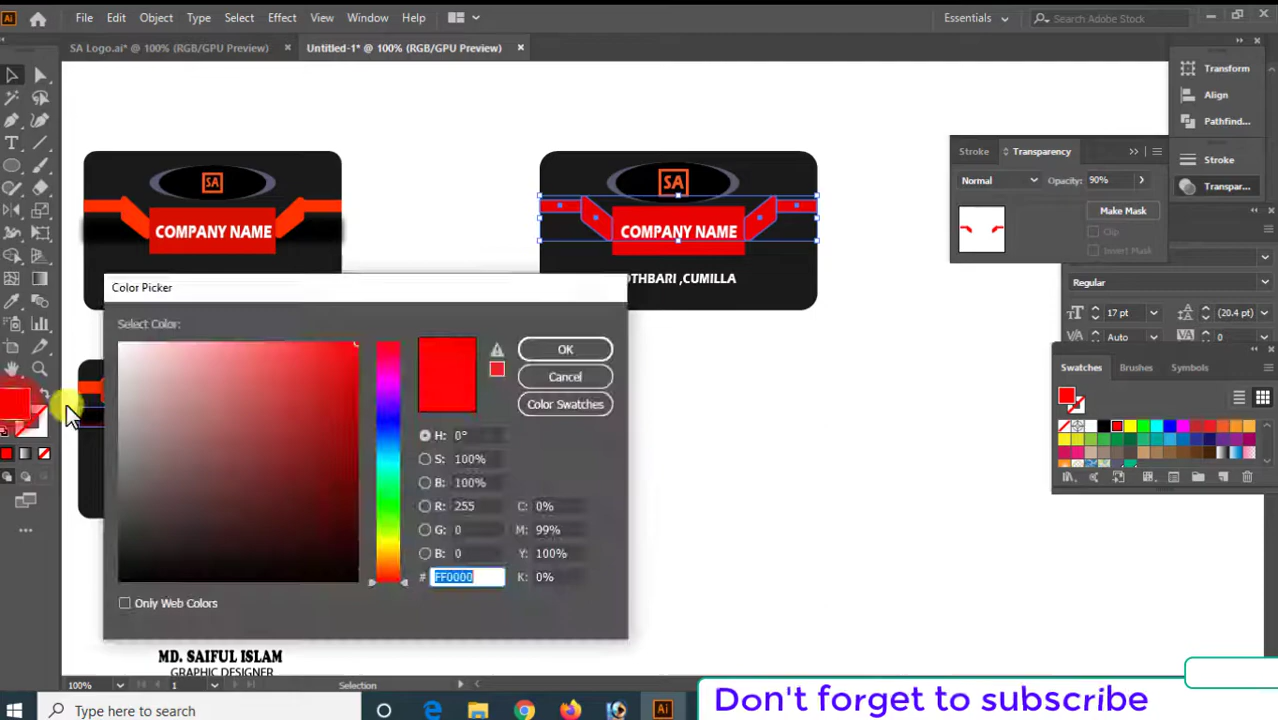 File Edit Object Type Select Effect View Window Help
Essentials
Search Adobe Stock
SA Logo.ai* @ 100% (RGB/GPU Preview) × Untitled-1* @ 100% (RGB/GPU Preview) ×
Transform
Align
Pathfind...
Stroke
Transpar...
Stroke Transparency
Normal Opacity: 90%
Make Mask
Clip
Invert Mask
Regular
17 pt (20.4 pt)
Auto 0
Swatches Brushes Symbols
SA
COMPANY NAME
SA
COMPANY NAME
OTHBARI ,CUMILLA
Color Picker
Select Color:
OK
Cancel
Color Swatches
H: 0°
S: 100%
B: 100%
R: 255 C: 0%
G: 0 M: 99%
B: 0 Y: 100%
# FF0000 K: 0%
Only Web Colors
MD. SAIFUL ISLAM
GRAPHIC DESIGNER
100% 1 Selection
Type here to search
Don't forget to subscribe